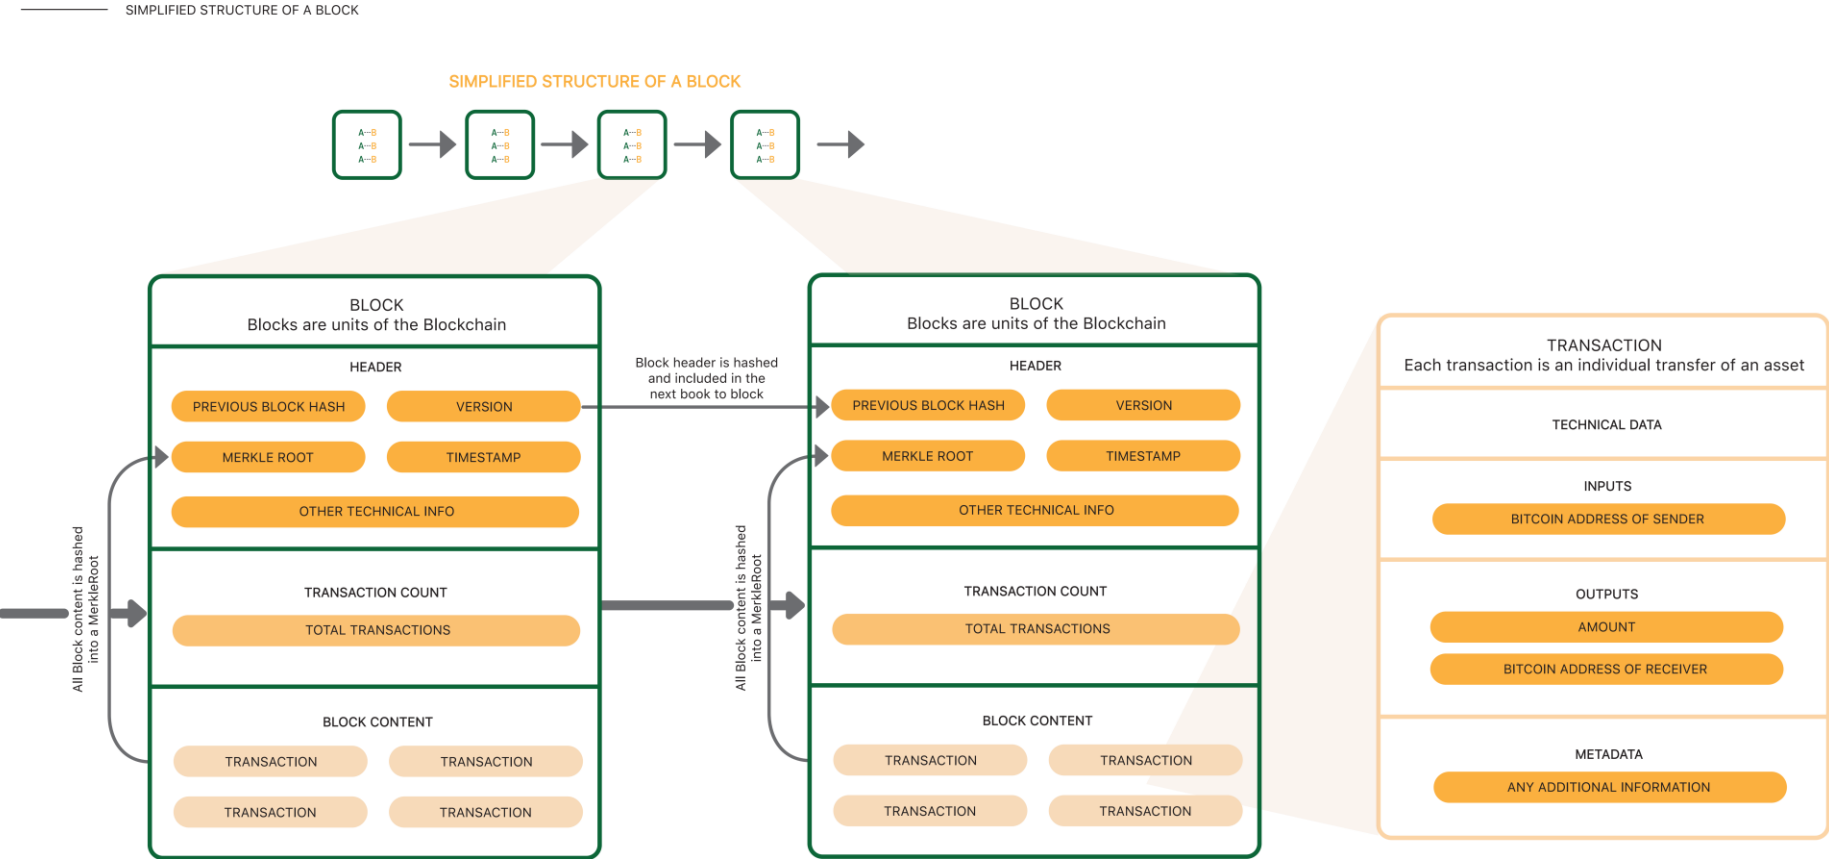 SIMPLIFIED STRUCTURE OF A BLOCK
SIMPLIFIED STRUCTURE OF A BLOCK
A---B
A---B
A---B
A---B
A---B
A---B
A---B
A---B
A---B
A---B
A---B
A---B
BLOCK
Blocks are units of the Blockchain
HEADER
PREVIOUS BLOCK HASH
VERSION
MERKLE ROOT
TIMESTAMP
OTHER TECHNICAL INFO
TRANSACTION COUNT
TOTAL TRANSACTIONS
BLOCK CONTENT
TRANSACTION
TRANSACTION
TRANSACTION
TRANSACTION
All Block content is hashed
into a MerkleRoot
Block header is hashed
and included in the
next book to block
BLOCK
Blocks are units of the Blockchain
HEADER
PREVIOUS BLOCK HASH
VERSION
MERKLE ROOT
TIMESTAMP
OTHER TECHNICAL INFO
TRANSACTION COUNT
TOTAL TRANSACTIONS
BLOCK CONTENT
TRANSACTION
TRANSACTION
TRANSACTION
TRANSACTION
All Block content is hashed
into a MerkleRoot
TRANSACTION
Each transaction is an individual transfer of an asset
TECHNICAL DATA
INPUTS
BITCOIN ADDRESS OF SENDER
OUTPUTS
AMOUNT
BITCOIN ADDRESS OF RECEIVER
METADATA
ANY ADDITIONAL INFORMATION